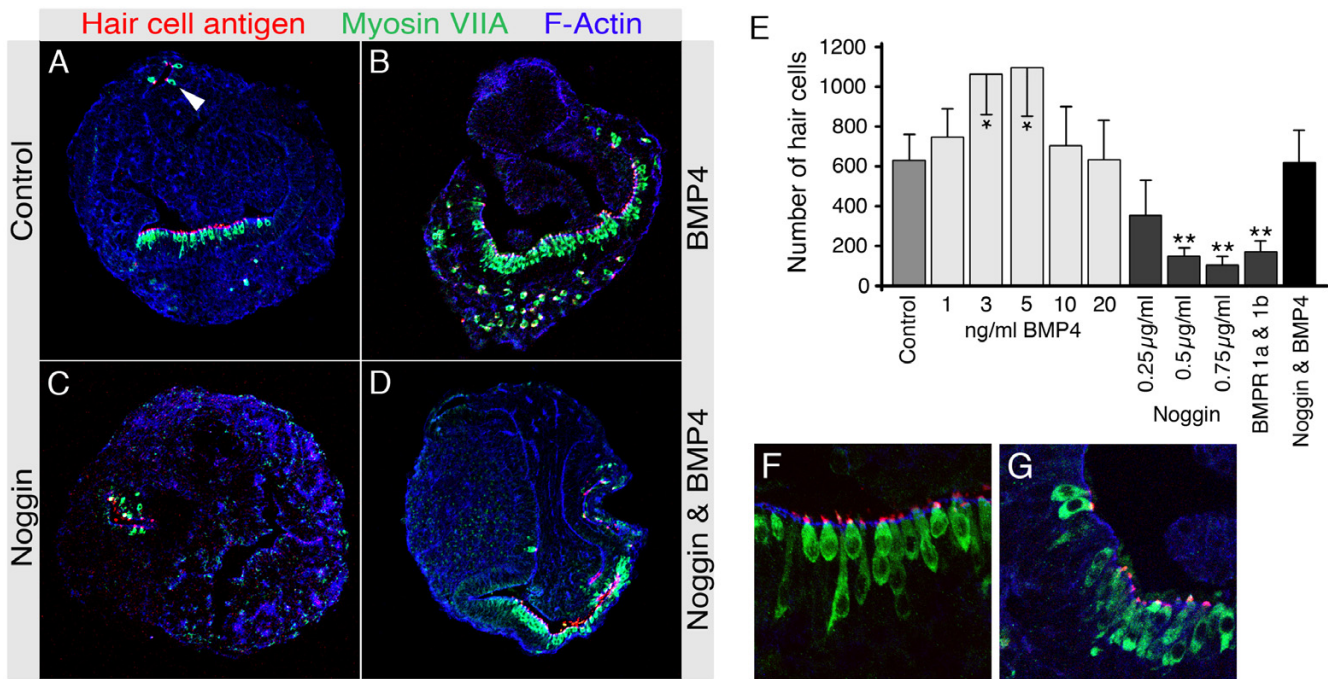 Hair cell antigen Myosin VIIA F-Actin
Control
A
B
BMP4
Noggin
C
D
Noggin & BMP4
E
Number of hair cells
1200
1000
800
600
400
200
0
*
*
**
**
**
Control
1
3
5
10
20
ng/ml BMP4
0.25µg/ml
0.5µg/ml
0.75µg/ml
Noggin
BMPR 1a & 1b
Noggin & BMP4
F
G